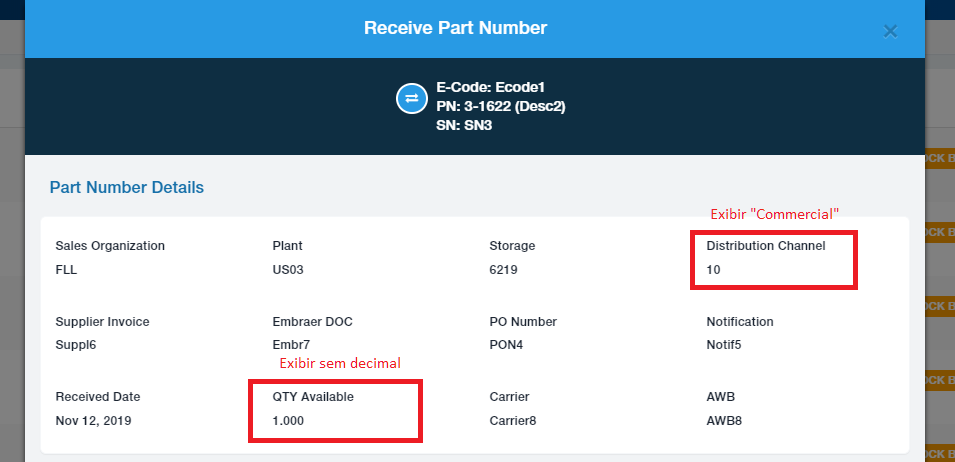 Receive Part Number
×
E-Code: Ecode1
PN: 3-1622 (Desc2)
SN: SN3
Part Number Details
Exibir "Commercial"
Sales Organization
FLL
Plant
US03
Storage
6219
Distribution Channel
10
Supplier Invoice
Suppl6
Embraer DOC
Embr7
PO Number
PON4
Notification
Notif5
Exibir sem decimal
Received Date
Nov 12, 2019
QTY Available
1.000
Carrier
Carrier8
AWB
AWB8